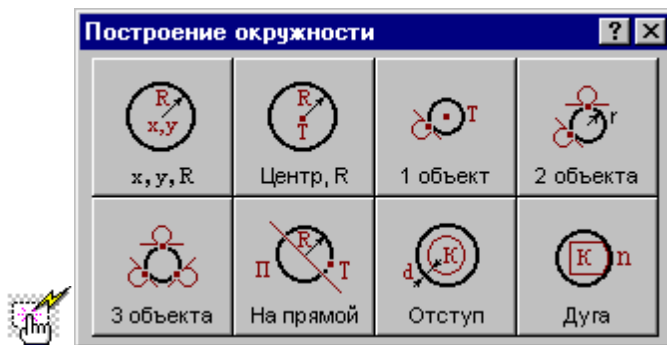 Построение окружности
? ×
R R T r
x,y T
x,y,R Центр,R 1 объект 2 объекта
R K K n
П T d
3 объекта На прямой Отступ Дуга